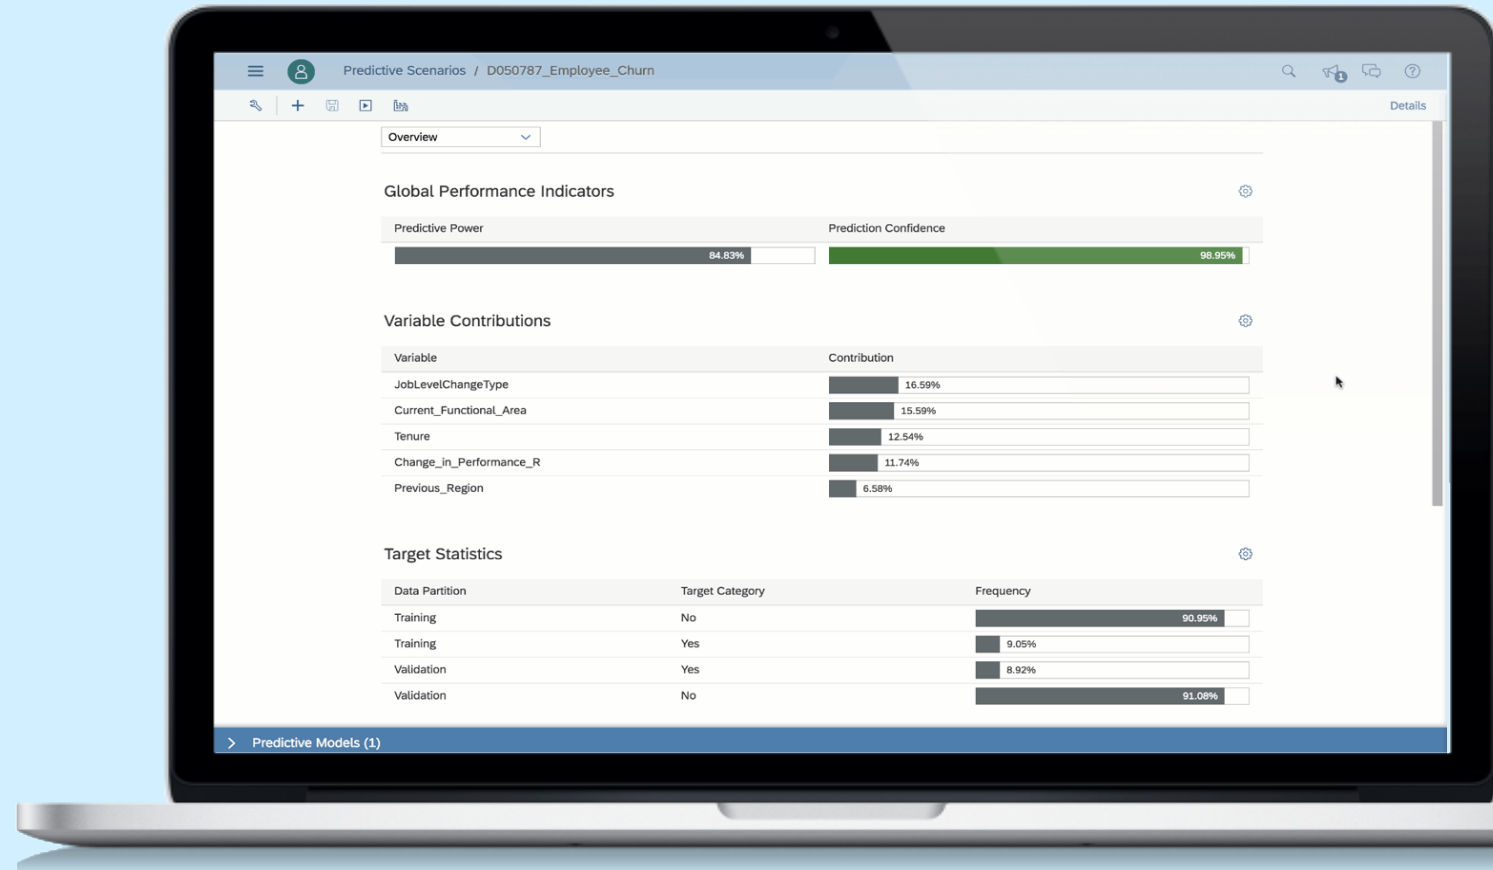 Predictive Scenarios / D050787_Employee_Churn
1
Details
Overview
Global Performance Indicators
Predictive Power Prediction Confidence
84.83% 98.95%
Variable Contributions
Variable Contribution
JobLevelChangeType 16.59%
Current_Functional_Area 15.59%
Tenure 12.54%
Change_in_Performance_R 11.74%
Previous_Region 6.58%
Target Statistics
Data Partition Target Category Frequency
Training No 90.95%
Training Yes 9.05%
Validation Yes 8.92%
Validation No 91.08%
Predictive Models (1)